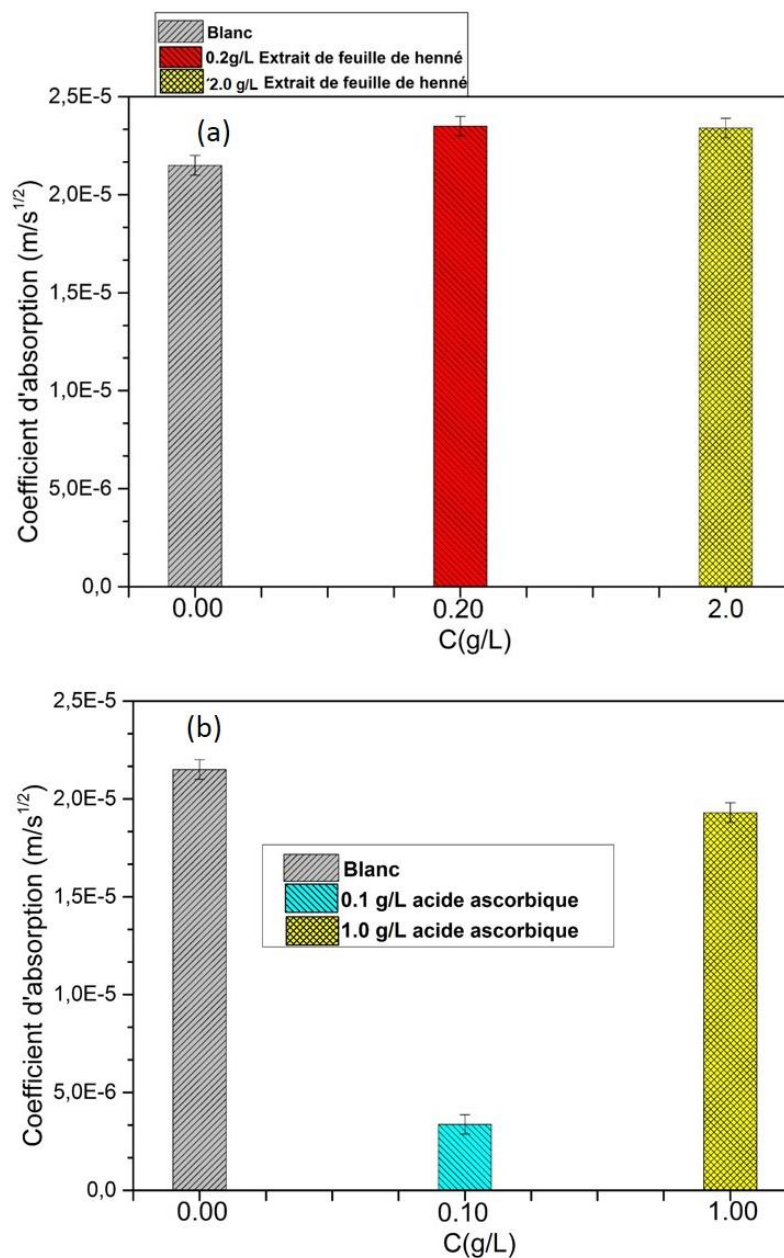 Blanc
0.2g/L Extrait de feuille de henné
2.0 g/L Extrait de feuille de henné
(a)
2,5E-5
2,0E-5
1,5E-5
1,0E-5
5,0E-6
0,0
Coefficient d'absorption (m/s^1/2)
0.00 0.20 2.0
C(g/L)
(b)
2,5E-5
2,0E-5
1,5E-5
1,0E-5
5,0E-6
0,0
Coefficient d'absorption (m/s^1/2)
Blanc
0.1 g/L acide ascorbique
1.0 g/L acide ascorbique
0.00 0.10 1.00
C(g/L)